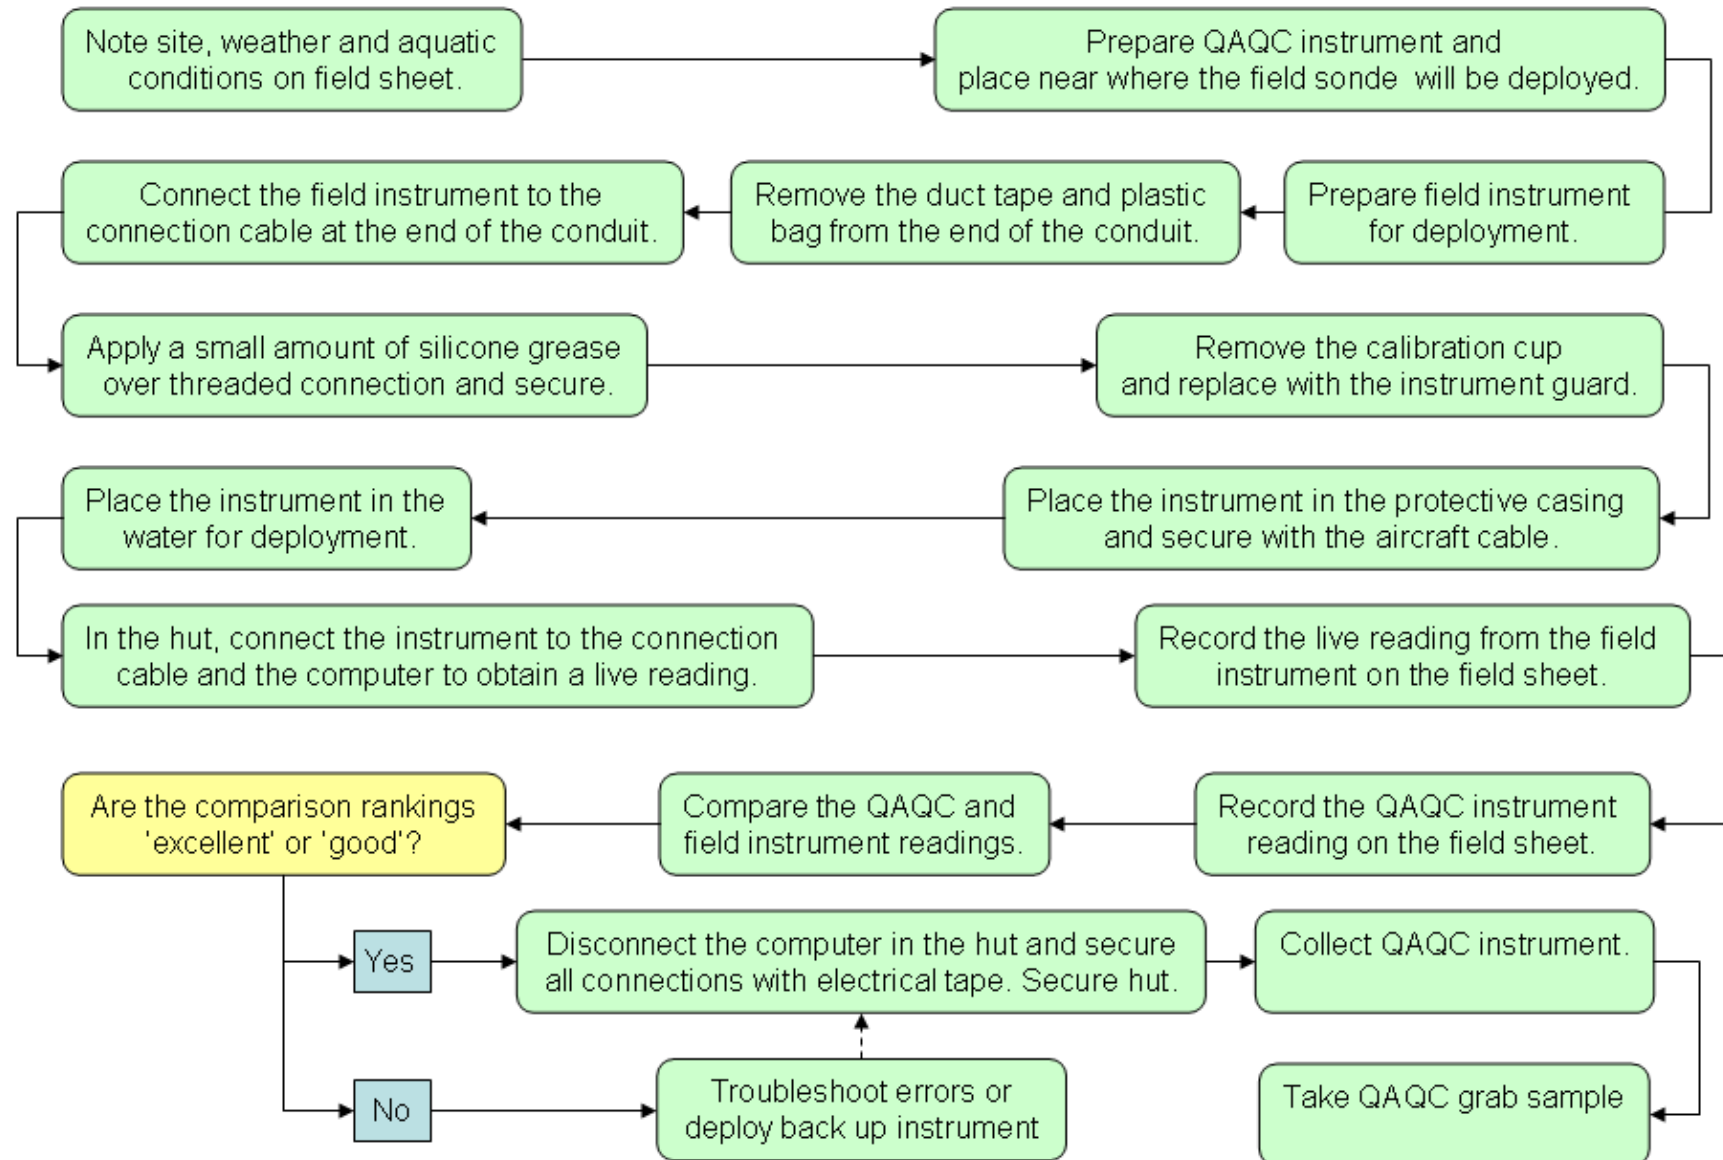 Note site, weather and aquatic
conditions on field sheet.
Prepare QAQC instrument and
place near where the field sonde will be deployed.
Prepare field instrument
for deployment.
Remove the duct tape and plastic
bag from the end of the conduit.
Connect the field instrument to the
connection cable at the end of the conduit.
Apply a small amount of silicone grease
over threaded connection and secure.
Remove the calibration cup
and replace with the instrument guard.
Place the instrument in the protective casing
and secure with the aircraft cable.
Place the instrument in the
water for deployment.
In the hut, connect the instrument to the connection
cable and the computer to obtain a live reading.
Record the live reading from the field
instrument on the field sheet.
Record the QAQC instrument
reading on the field sheet.
Compare the QAQC and
field instrument readings.
Are the comparison rankings
'excellent' or 'good'?
Yes
Disconnect the computer in the hut and secure
all connections with electrical tape. Secure hut.
Collect QAQC instrument.
Take QAQC grab sample
No
Troubleshoot errors or
deploy back up instrument